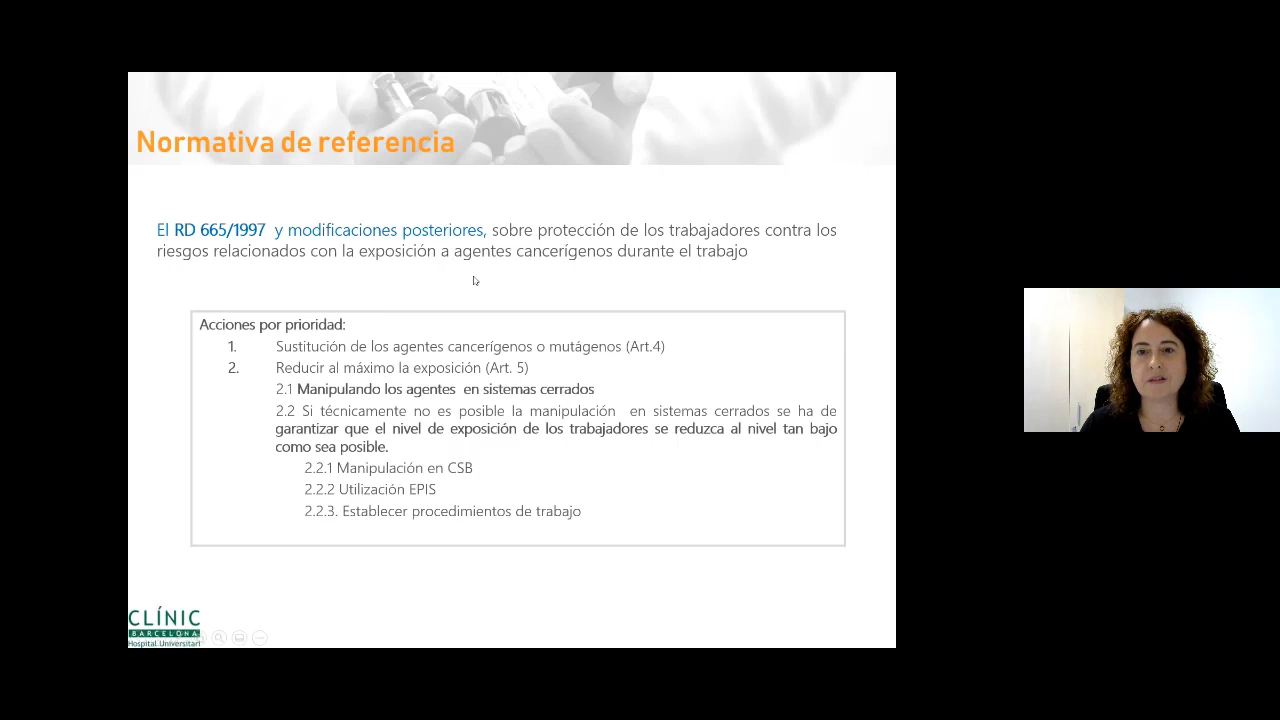 Normativa de referencia
El RD 665/1997 y modificaciones posteriores, sobre protección de los trabajadores contra los
riesgos relacionados con la exposición a agentes cancerígenos durante el trabajo
Acciones por prioridad:
1. Sustitución de los agentes cancerígenos o mutágenos (Art.4)
2. Reducir al máximo la exposición (Art. 5)
2.1 Manipulando los agentes en sistemas cerrados
2.2 Si técnicamente no es posible la manipulación en sistemas cerrados se ha de
garantizar que el nivel de exposición de los trabajadores se reduzca al nivel tan bajo
como sea posible.
2.2.1 Manipulación en CSB
2.2.2 Utilización EPIS
2.2.3. Establecer procedimientos de trabajo
CLÍNIC
BARCELONA
Hospital Universitari